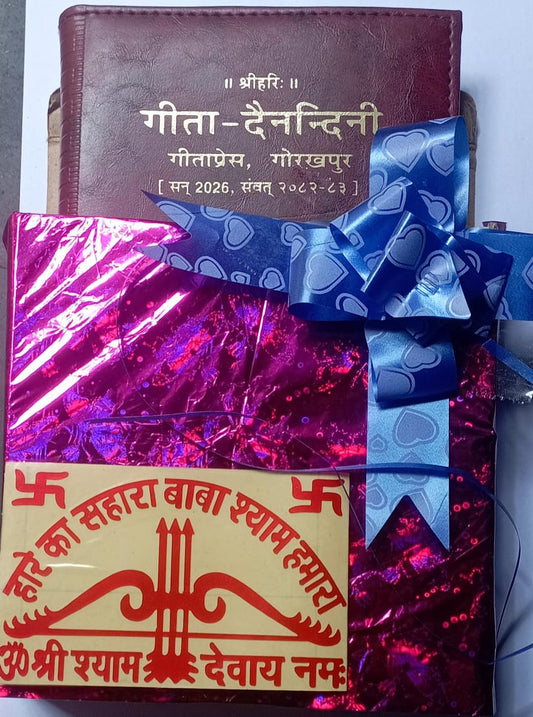 ॥ श्रीहरिः ॥
गीता-दैनन्दिनी
गीताप्रेस, गोरखपुर
[ सन् 2026, संवत् २०८२-८३ ]
हारे का सहारा बाबा श्याम हमारा
ॐ श्री श्याम देवाय नमः